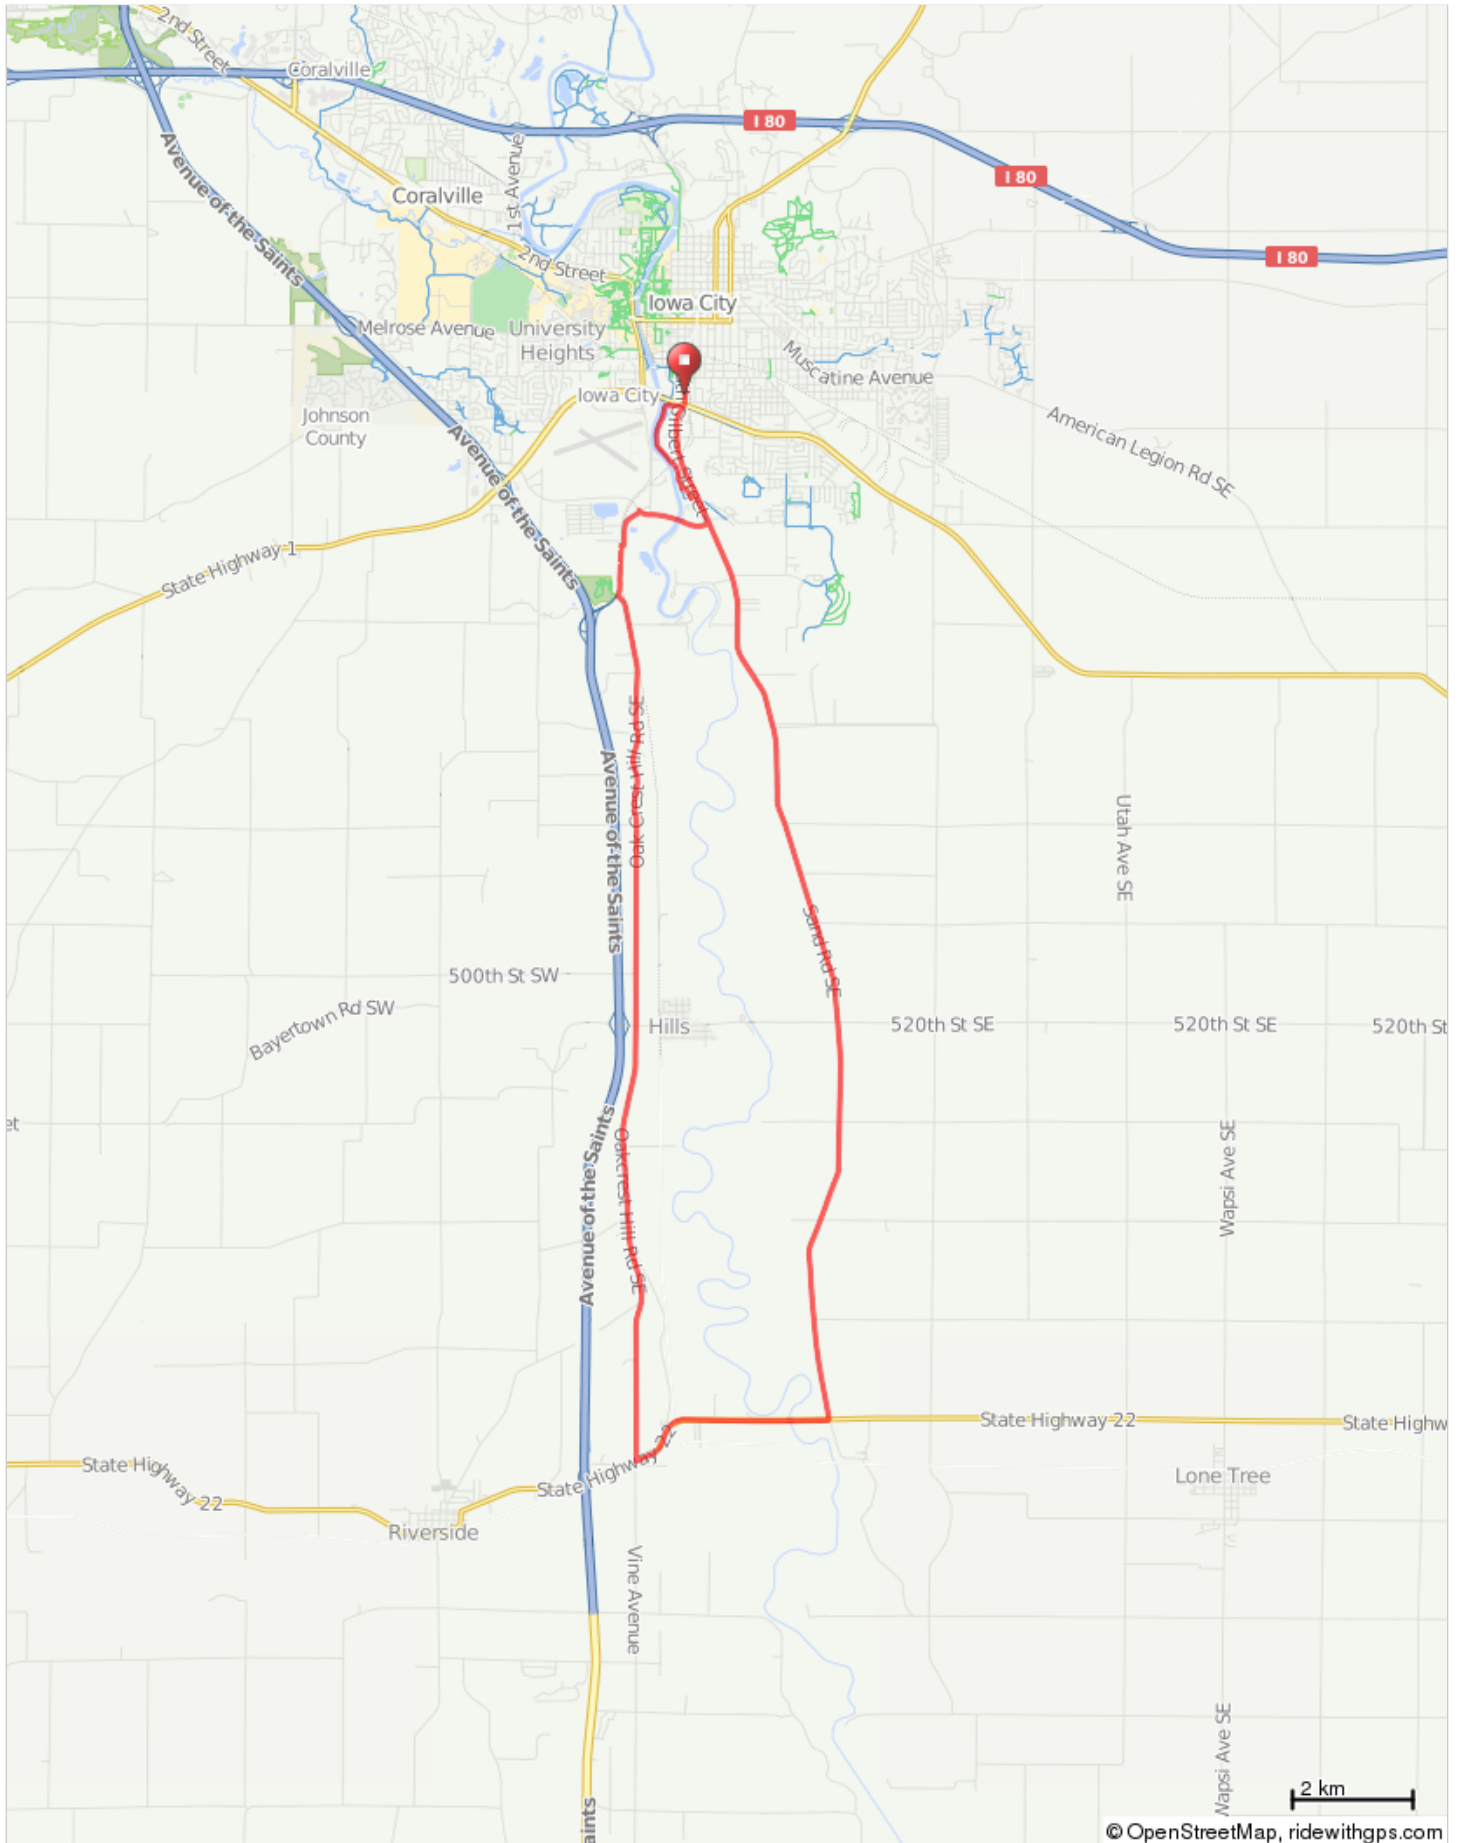 2nd Street
Coralville
I 80
I 80
I 80
Avenue of the Saints
1st Avenue
Coralville
2nd Street
Iowa City
Melrose Avenue
University
Heights
Muscatine Avenue
Iowa City
Johnson
County
American Legion Rd SE
Avenue of the Saints
State Highway 1
Oak Crest Hill Rd SE
Avenue of the Saints
Utah Ave SE
Sand Rd SE
500th St SW
Bayertown Rd SW
Hills
520th St SE
520th St SE
520th St
et
Avenue of the Saints
Oakcrest Hill Rd SE
Wapsi Ave SE
State Highway 22
State Highw
State Highway 22
State Highway 22
Lone Tree
Riverside
Vine Avenue
Wapsi Ave SE
aints
2 km
© OpenStreetMap, ridewithgps.com